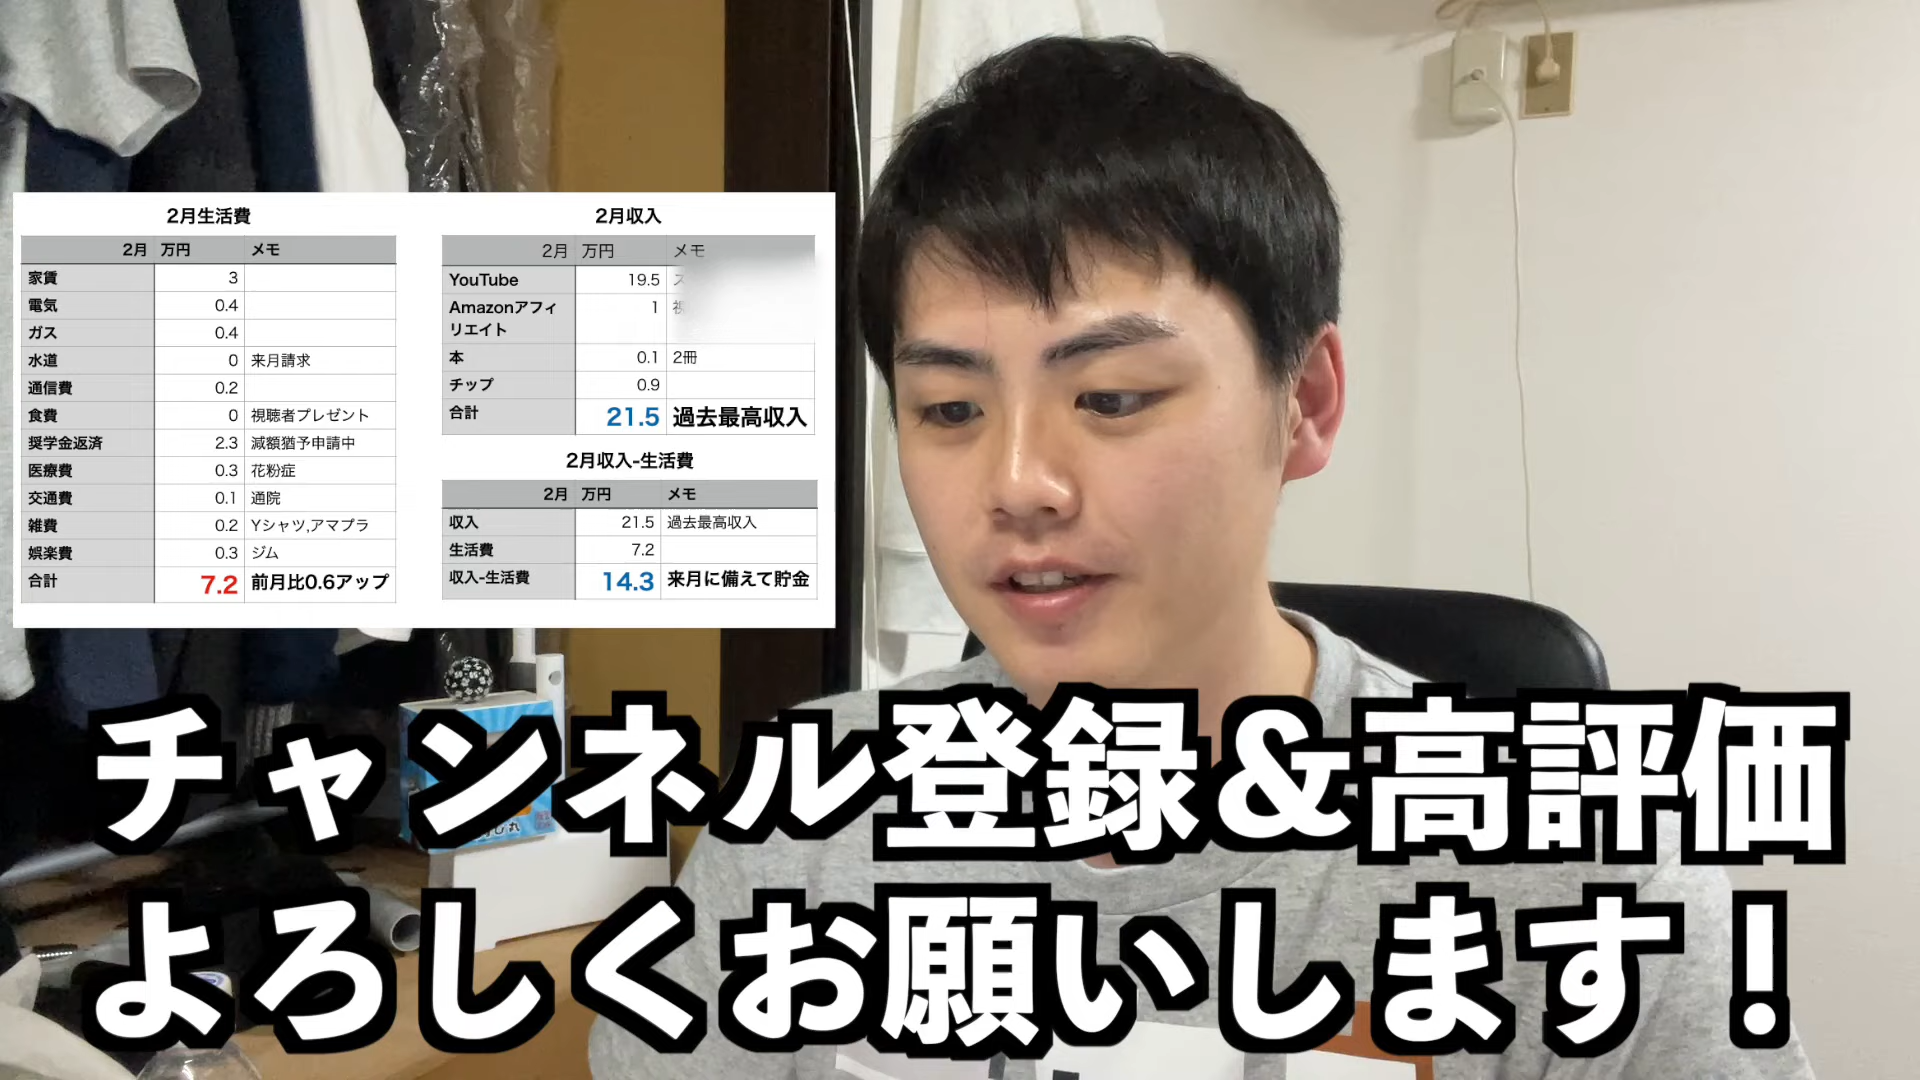 2月生活費
2月 万円 メモ
家賃 3
電気 0.4
ガス 0.4
水道 0 来月請求
通信費 0.2
食費 0 視聴者プレゼント
奨学金返済 2.3 減額猶予申請中
医療費 0.3 花粉症
交通費 0.1 通院
雑費 0.2 Yシャツ,アマプラ
娯楽費 0.3 ジム
合計 7.2 前月比0.6アップ
2月収入
2月 万円 メモ
YouTube 19.5 ス
Amazonアフィ
リエイト 1 視
本 0.1 2冊
チップ 0.9
合計 21.5 過去最高収入
2月収入-生活費
2月 万円 メモ
収入 21.5 過去最高収入
生活費 7.2
収入-生活費 14.3 来月に備えて貯金
チャンネル登録&高評価
よろしくお願いします！